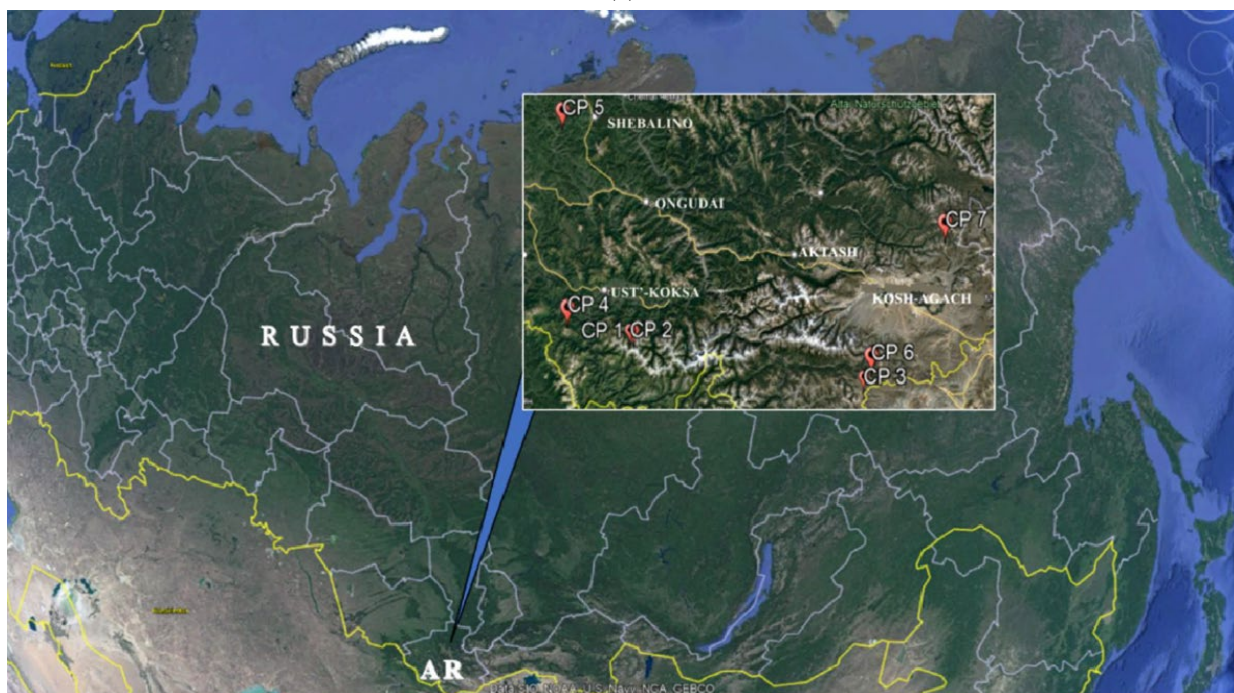 CP 5
SHEBALINO
ONGUDAI
CP 7
AKTASH
UST'-KOKSA
KOSH-AGACH
CP 4
CP 1 CP 2
CP 6
CP 3
RUSSIA
AR